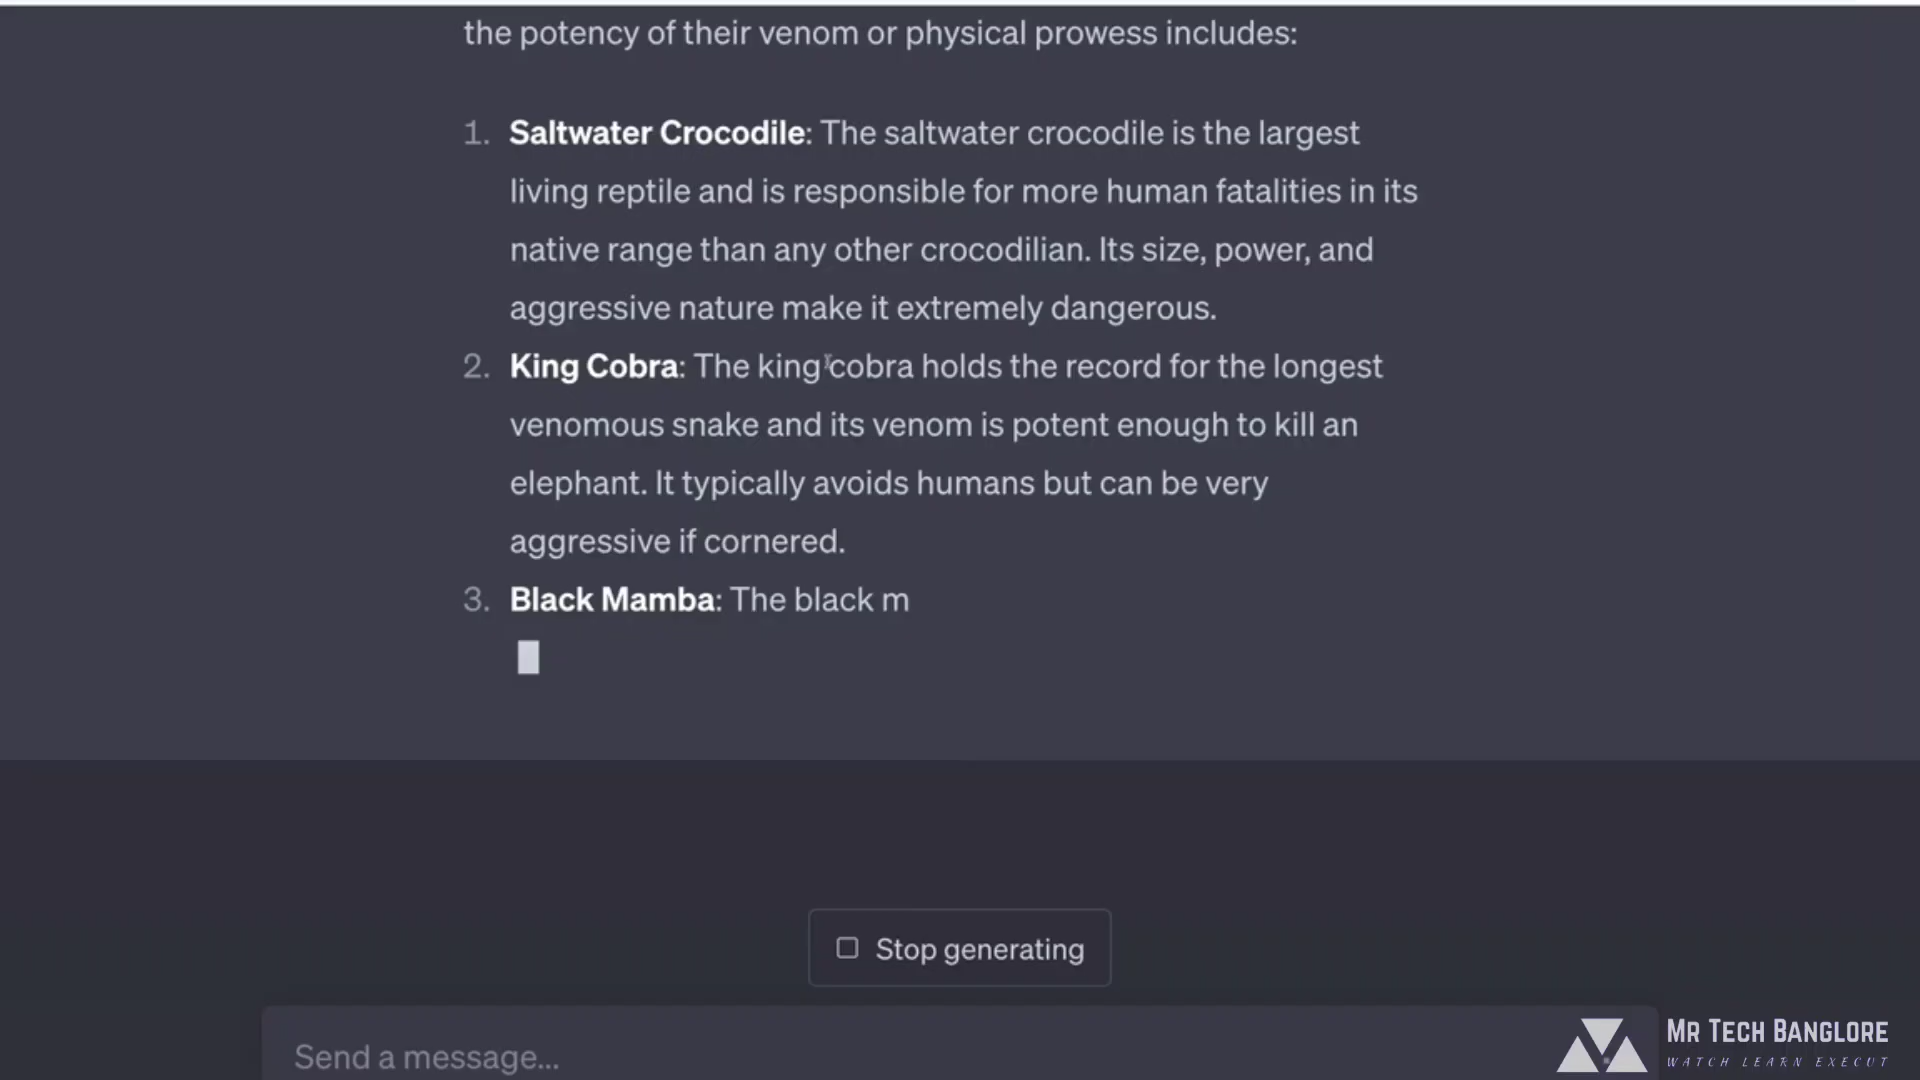 the potency of their venom or physical prowess includes:
1. Saltwater Crocodile: The saltwater crocodile is the largest
living reptile and is responsible for more human fatalities in its
native range than any other crocodilian. Its size, power, and
aggressive nature make it extremely dangerous.
2. King Cobra: The king cobra holds the record for the longest
venomous snake and its venom is potent enough to kill an
elephant. It typically avoids humans but can be very
aggressive if cornered.
3. Black Mamba: The black m
Stop generating
Send a message...
MR TECH BANGLORE
WATCH LEARN EXECUT